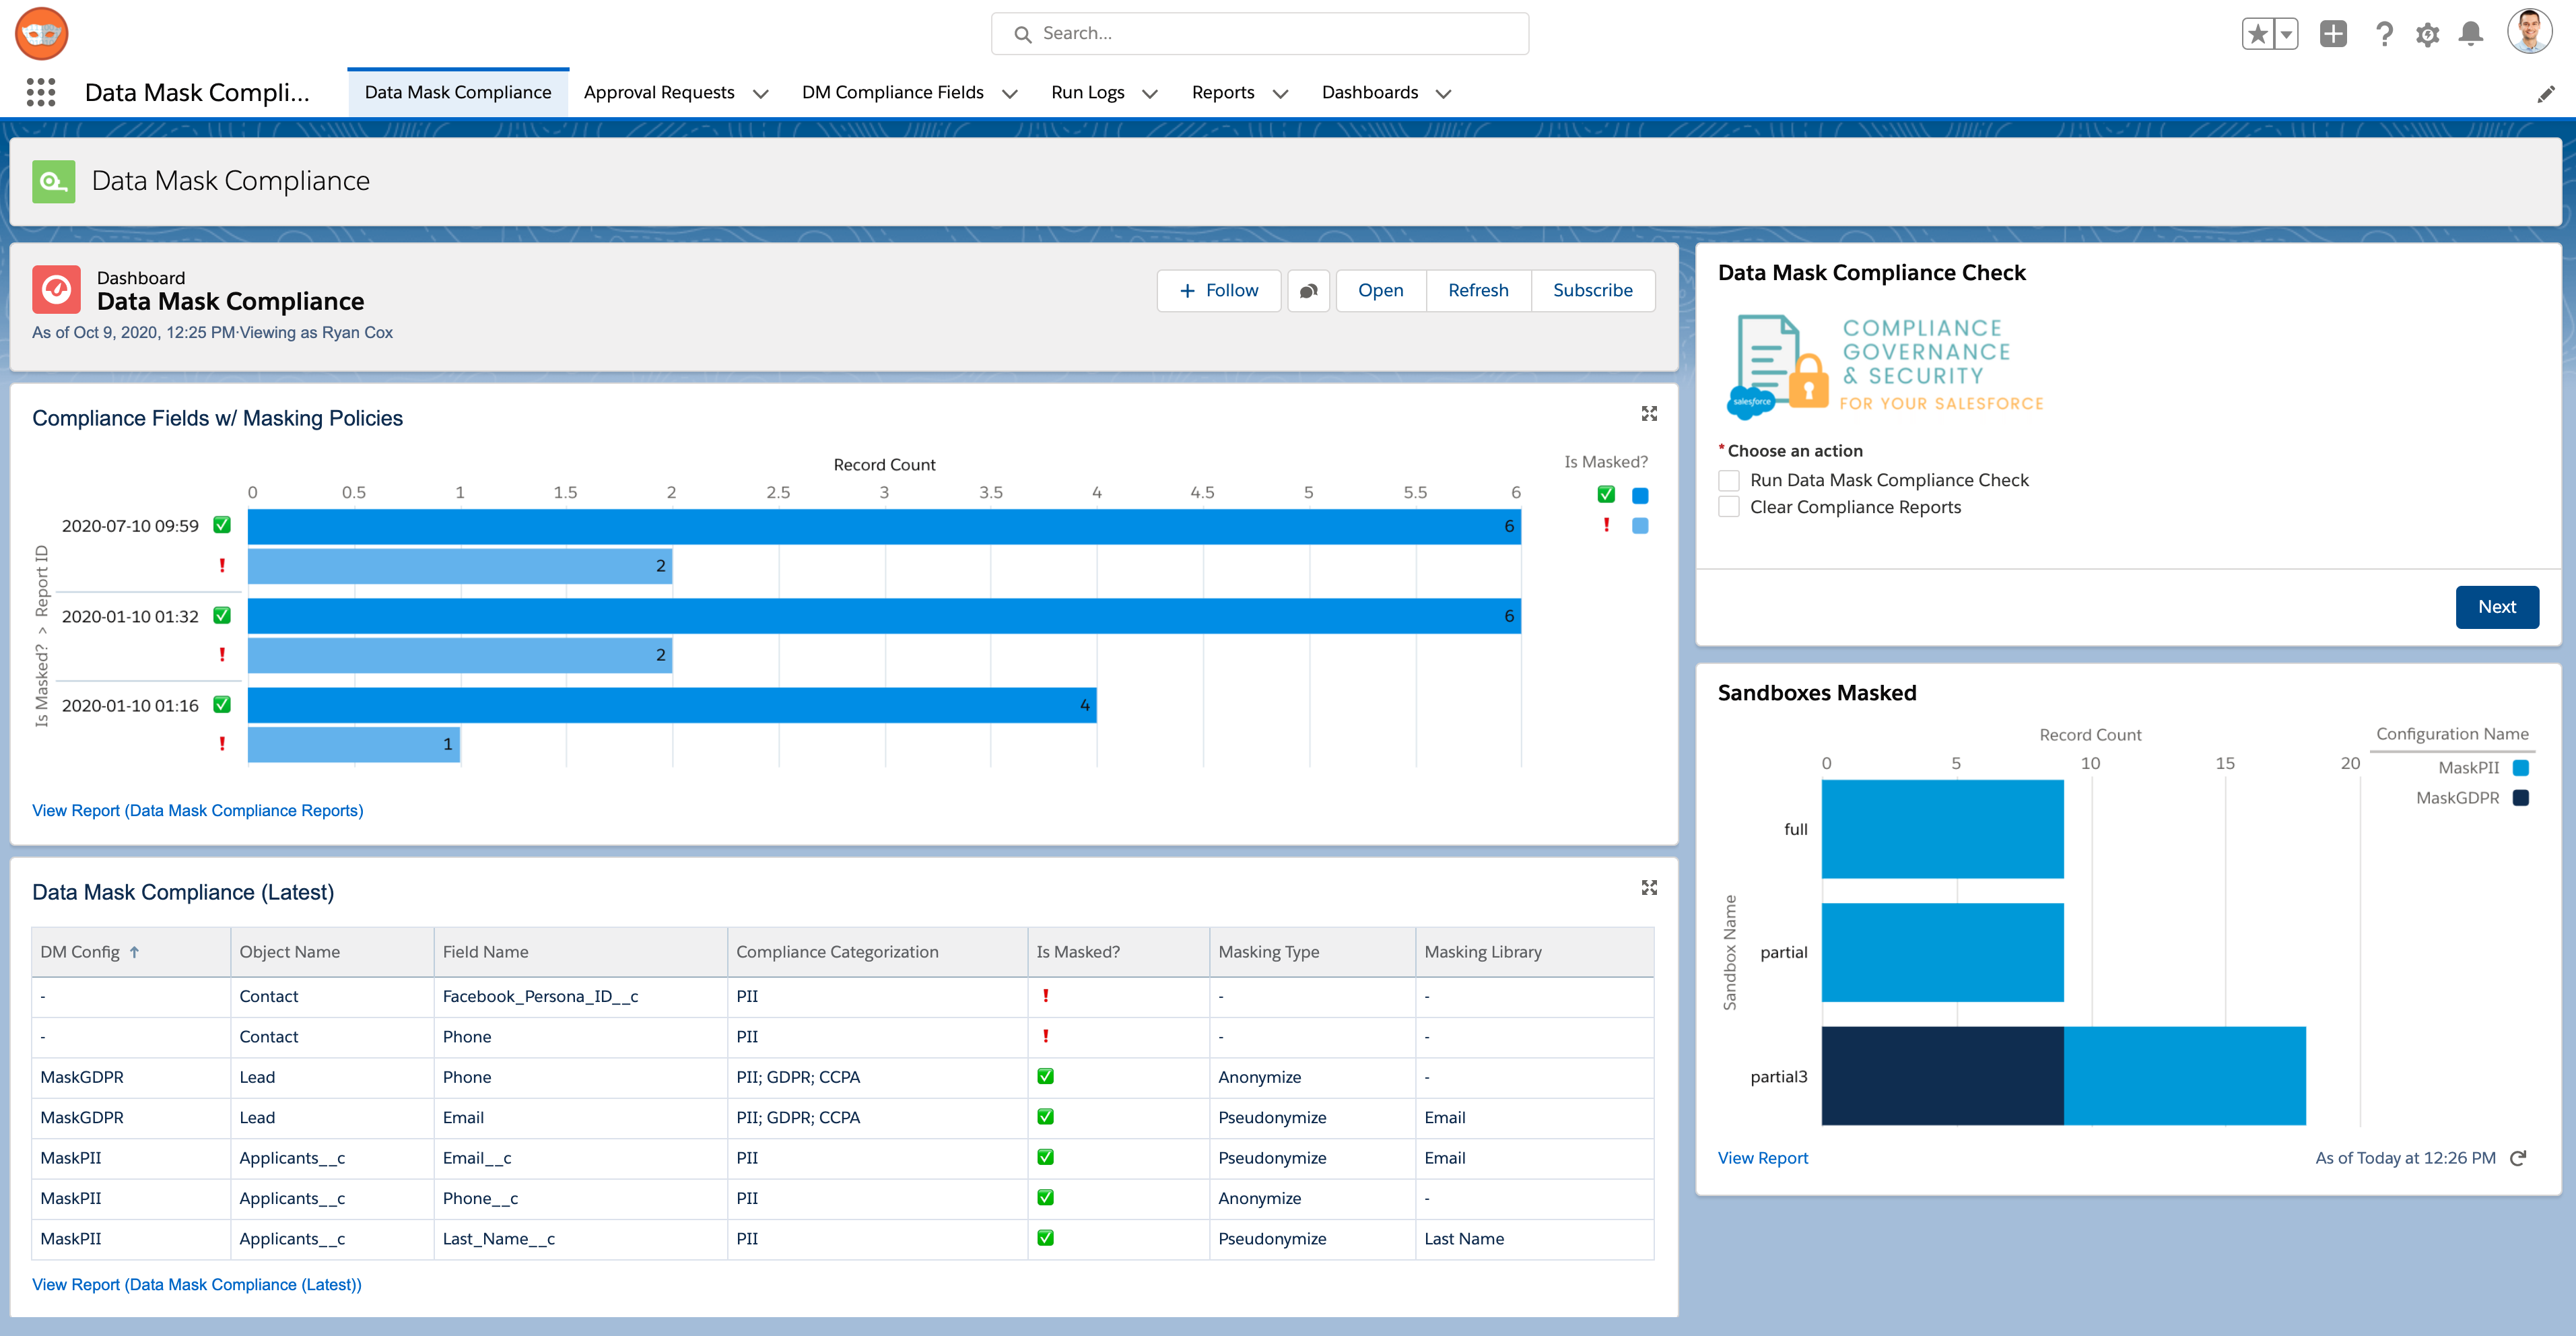 Search...
Data Mask Compli...
Data Mask Compliance
Approval Requests
DM Compliance Fields
Run Logs
Reports
Dashboards
Data Mask Compliance
Dashboard
Data Mask Compliance
As of Oct 9, 2020, 12:25 PM·Viewing as Ryan Cox
+ Follow
Open
Refresh
Subscribe
Compliance Fields w/ Masking Policies
Record Count
Is Masked?
0 0.5 1 1.5 2 2.5 3 3.5 4 4.5 5 5.5 6
✅
❗
Is Masked? > Report ID
2020-07-10 09:59 ✅ 6
❗ 2
2020-01-10 01:32 ✅ 6
❗ 2
2020-01-10 01:16 ✅ 4
❗ 1
View Report (Data Mask Compliance Reports)
Data Mask Compliance (Latest)
DM Config ↑ Object Name Field Name Compliance Categorization Is Masked? Masking Type Masking Library
- Contact Facebook_Persona_ID__c PII ❗ - -
- Contact Phone PII ❗ - -
MaskGDPR Lead Phone PII; GDPR; CCPA ✅ Anonymize -
MaskGDPR Lead Email PII; GDPR; CCPA ✅ Pseudonymize Email
MaskPII Applicants__c Email__c PII ✅ Pseudonymize Email
MaskPII Applicants__c Phone__c PII ✅ Anonymize -
MaskPII Applicants__c Last_Name__c PII ✅ Pseudonymize Last Name
View Report (Data Mask Compliance (Latest))
Data Mask Compliance Check
salesforce
COMPLIANCE
GOVERNANCE
& SECURITY
FOR YOUR SALESFORCE
* Choose an action
Run Data Mask Compliance Check
Clear Compliance Reports
Next
Sandboxes Masked
Record Count
Configuration Name
0 5 10 15 20
MaskPII
MaskGDPR
Sandbox Name
full
partial
partial3
View Report
As of Today at 12:26 PM